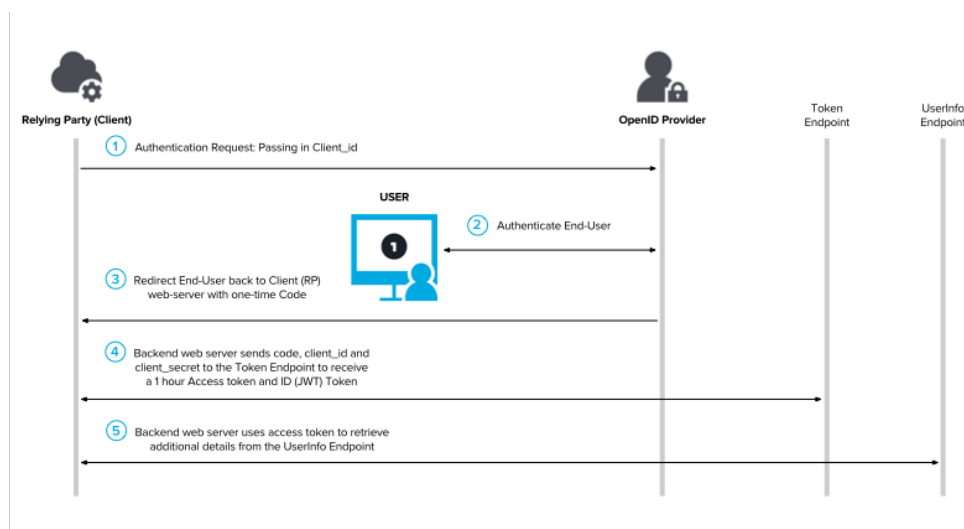 Relying Party (Client)
OpenID Provider
Token
Endpoint
UserInfo
Endpoint
1
Authentication Request: Passing in Client_id
USER
1
2
Authenticate End-User
3
Redirect End-User back to Client (RP)
web-server with one-time Code
4
Backend web server sends code, client_id and
client_secret to the Token Endpoint to receive
a 1 hour Access token and ID (JWT) Token
5
Backend web server uses access token to retrieve
additional details from the UserInfo Endpoint